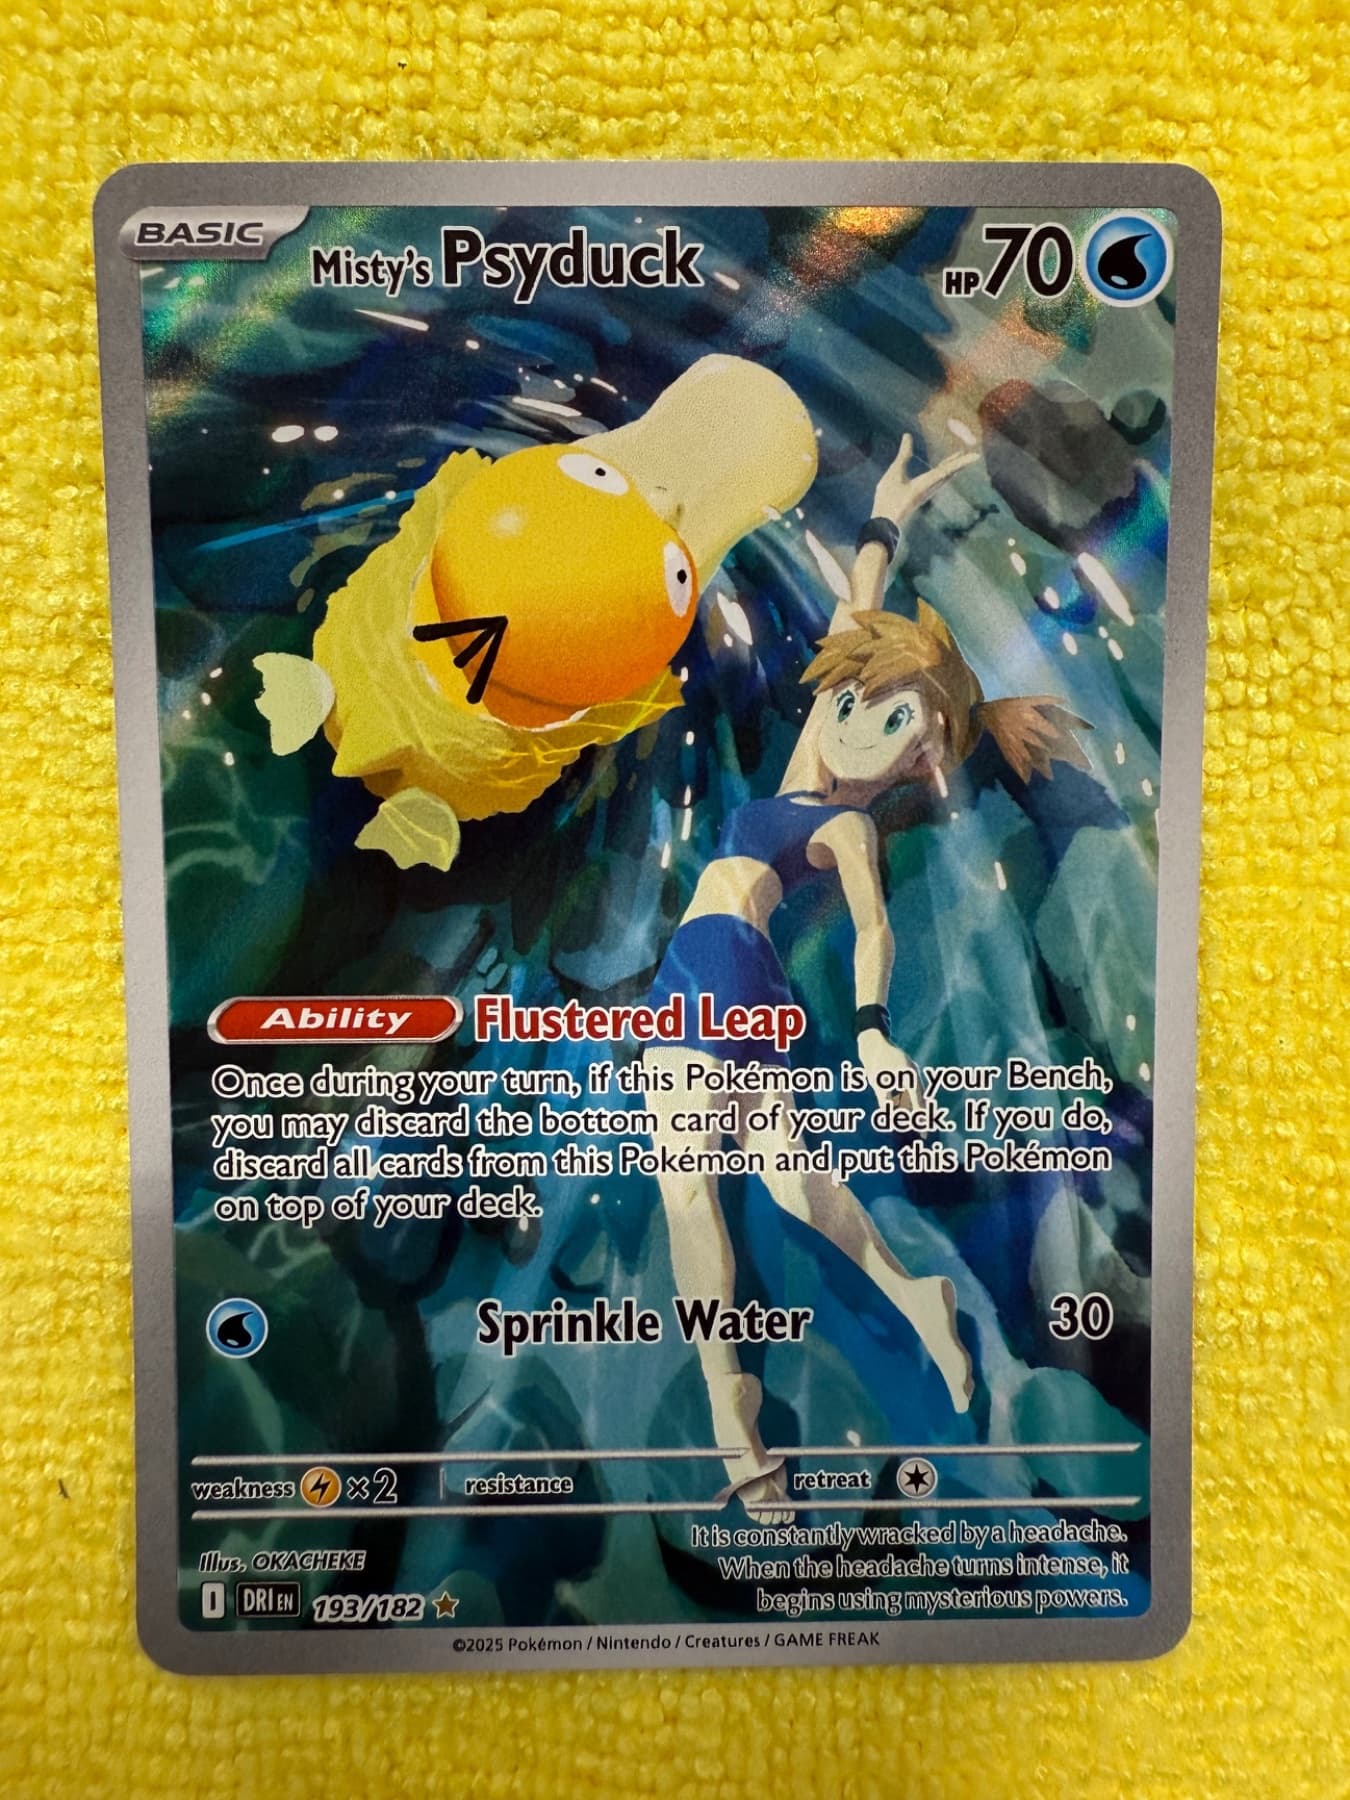 BASIC
Misty's Psyduck
HP 70
Ability Flustered Leap
Once during your turn, if this Pokémon is on your Bench,
you may discard the bottom card of your deck. If you do,
discard all cards from this Pokémon and put this Pokémon
on top of your deck.
Sprinkle Water 30
weakness ×2 resistance retreat
It is constantly wracked by a headache.
When the headache turns intense, it
begins using mysterious powers.
Illus. OKACHEKE
I DRI EN 193/182
©2025 Pokémon / Nintendo / Creatures / GAME FREAK